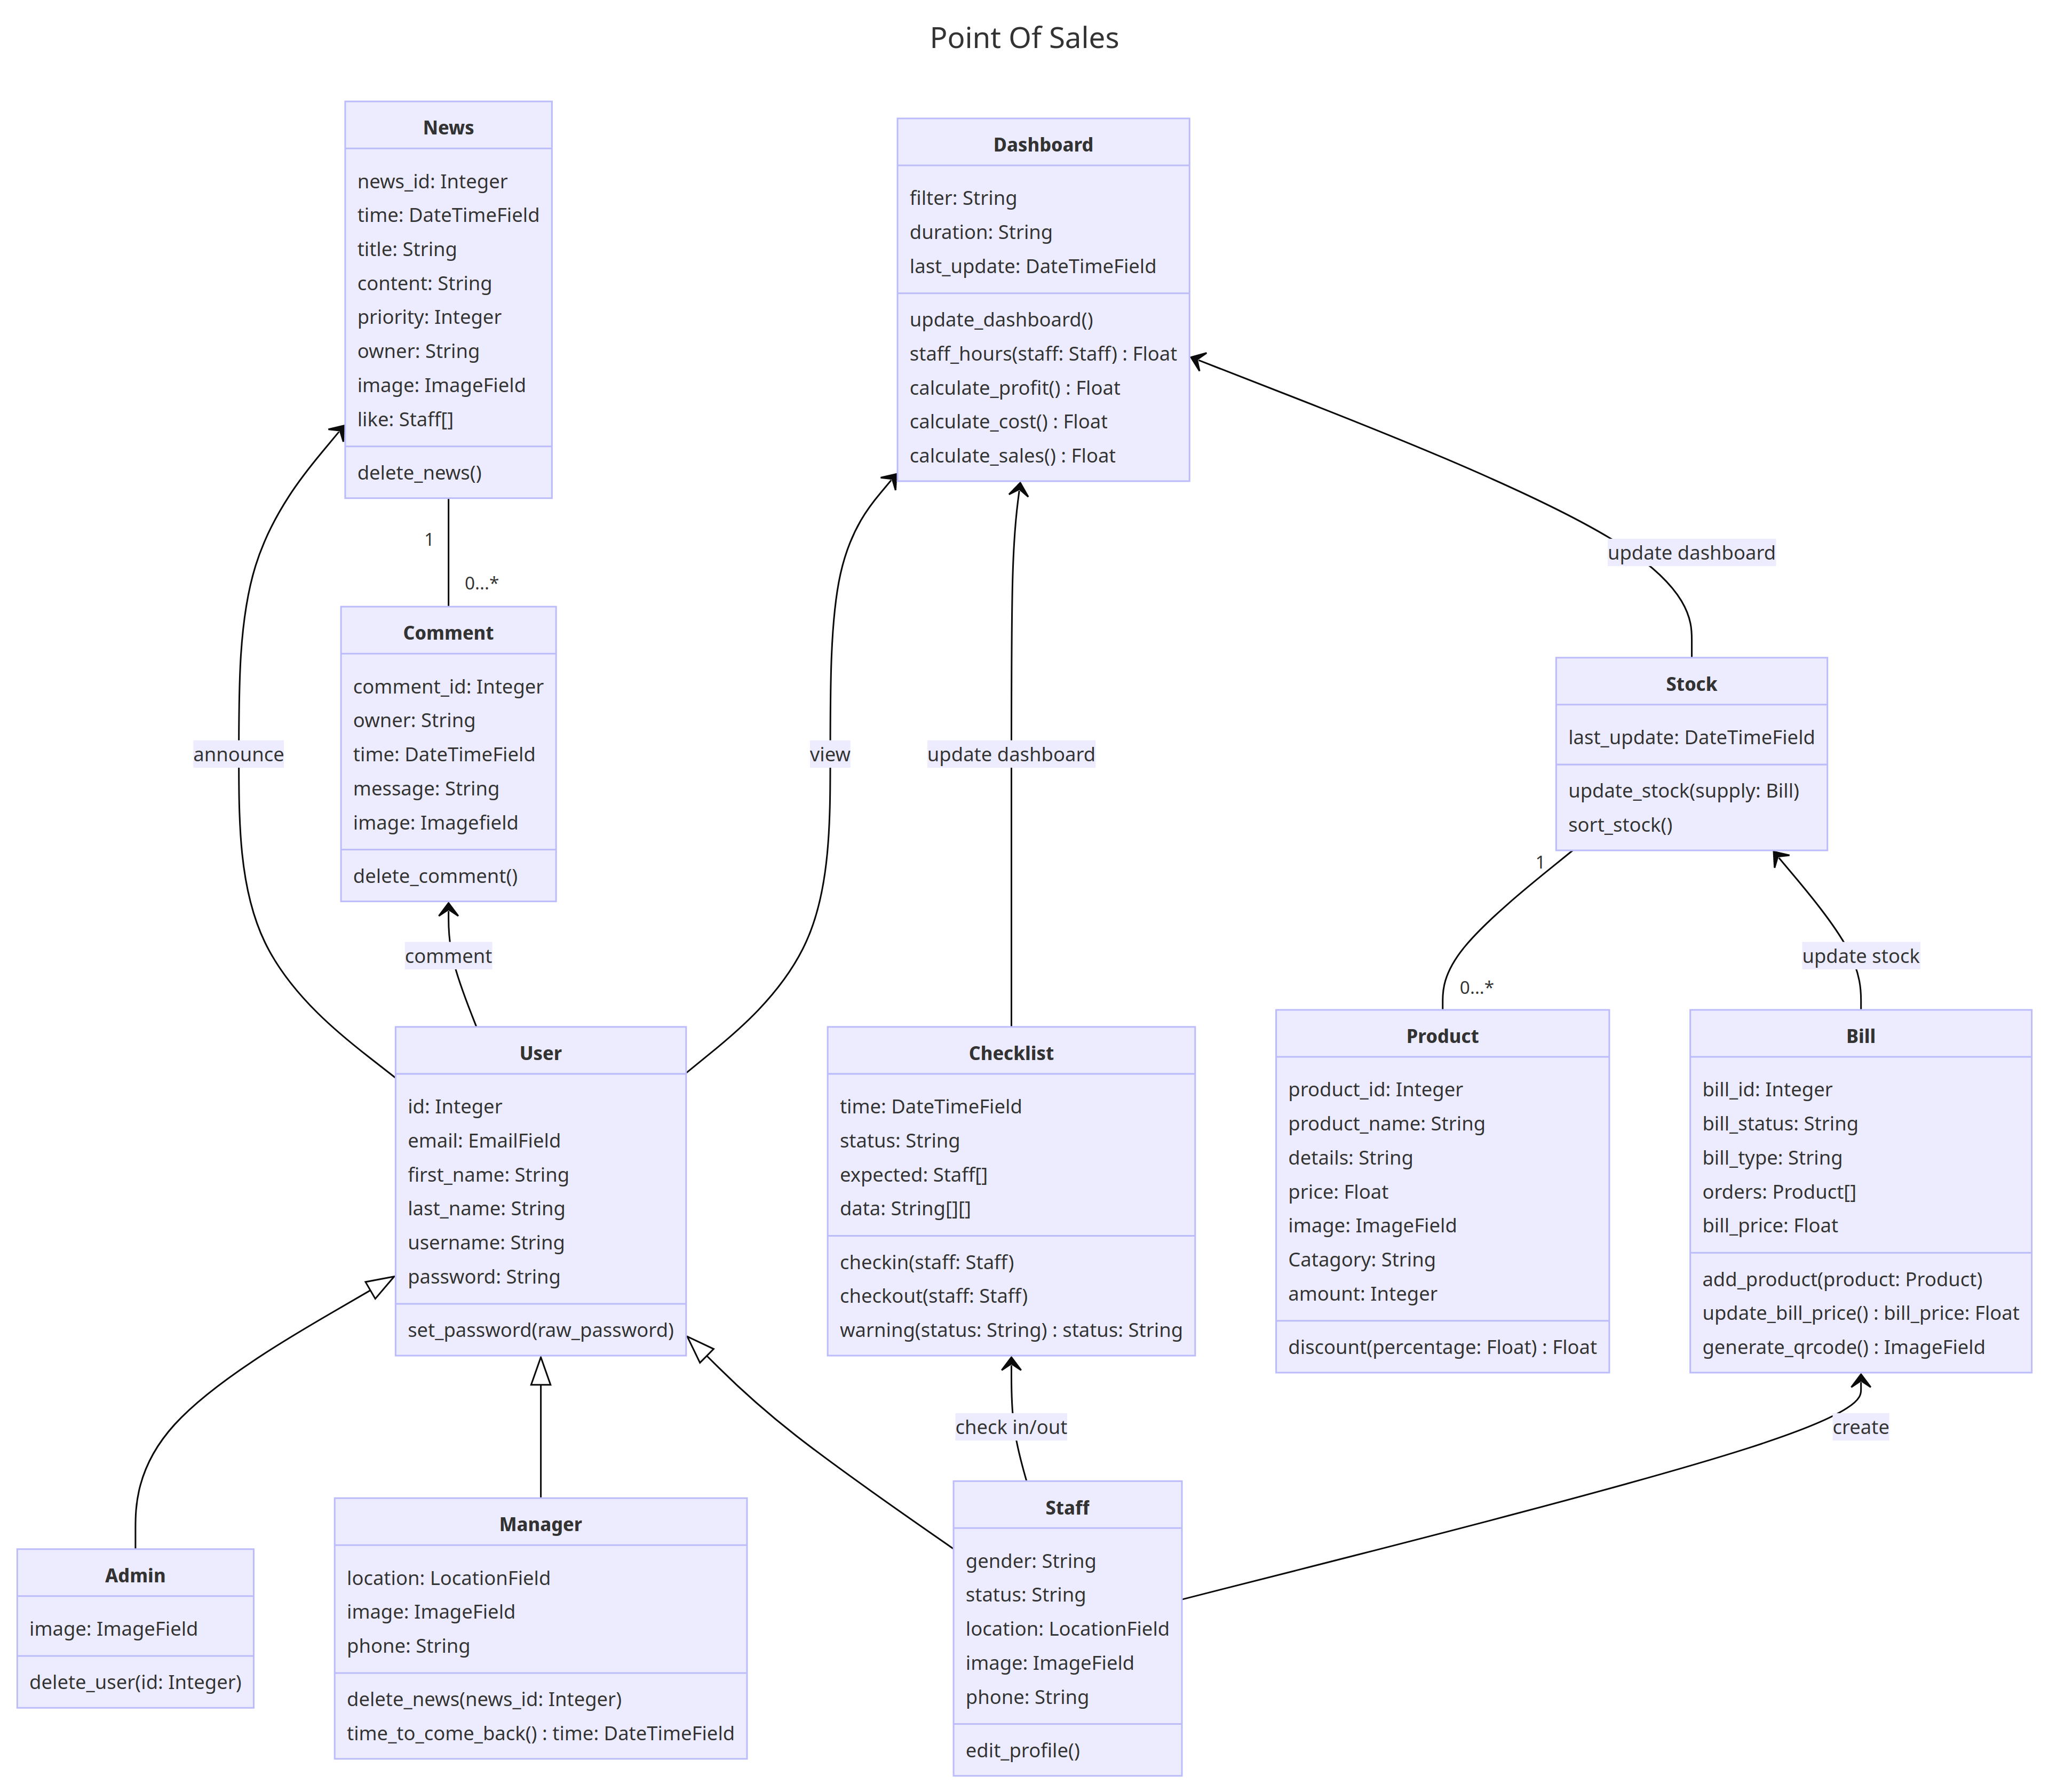 Point Of Sales
News
news_id: Integer
time: DateTimeField
title: String
content: String
priority: Integer
owner: String
image: ImageField
like: Staff[]
delete_news()
Dashboard
filter: String
duration: String
last_update: DateTimeField
update_dashboard()
staff_hours(staff: Staff) : Float
calculate_profit() : Float
calculate_cost() : Float
calculate_sales() : Float
1
0...*
update dashboard
Comment
comment_id: Integer
owner: String
time: DateTimeField
message: String
image: Imagefield
delete_comment()
announce
view
update dashboard
Stock
last_update: DateTimeField
update_stock(supply: Bill)
sort_stock()
1
0...*
comment
update stock
User
id: Integer
email: EmailField
first_name: String
last_name: String
username: String
password: String
set_password(raw_password)
Checklist
time: DateTimeField
status: String
expected: Staff[]
data: String[][]
checkin(staff: Staff)
checkout(staff: Staff)
warning(status: String) : status: String
Product
product_id: Integer
product_name: String
details: String
price: Float
image: ImageField
Catagory: String
amount: Integer
discount(percentage: Float) : Float
Bill
bill_id: Integer
bill_status: String
bill_type: String
orders: Product[]
bill_price: Float
add_product(product: Product)
update_bill_price() : bill_price: Float
generate_qrcode() : ImageField
check in/out
create
Admin
image: ImageField
delete_user(id: Integer)
Manager
location: LocationField
image: ImageField
phone: String
delete_news(news_id: Integer)
time_to_come_back() : time: DateTimeField
Staff
gender: String
status: String
location: LocationField
image: ImageField
phone: String
edit_profile()